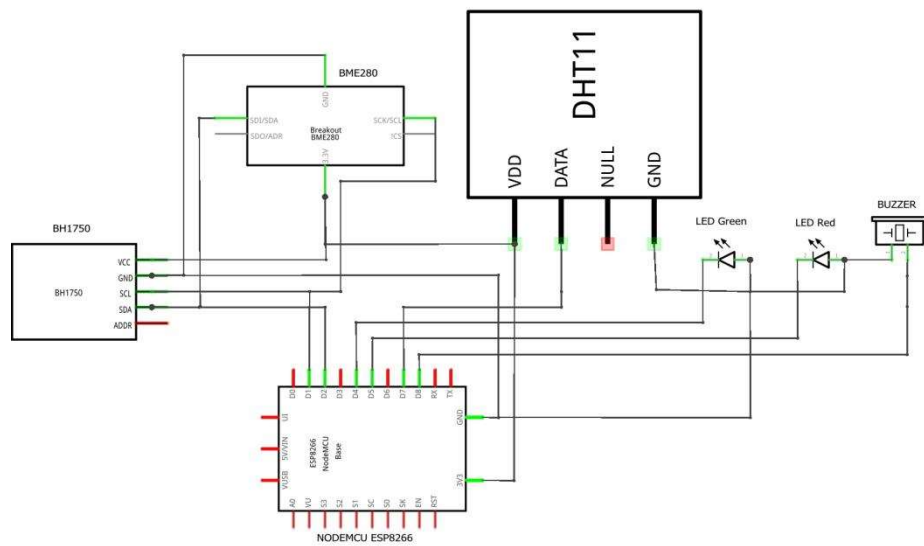 BME280
GND
SDI/SDA
SCK/SCL
SDO/ADR
!CS
Breakout
BME280
3.3V
DHT11
VDD
DATA
NULL
GND
LED Green
LED Red
BUZZER
BH1750
VCC
GND
BH1750
SCL
SDA
ADDR
D0
D1
D2
D3
D4
D5
D6
D7
D8
RX
TX
UI
5V/VIN
VUSB
ESP8266
NodeMCU
Base
GND
3V3
A0
VU
S3
S2
S1
SC
S0
SK
EN
RST
NODEMCU ESP8266